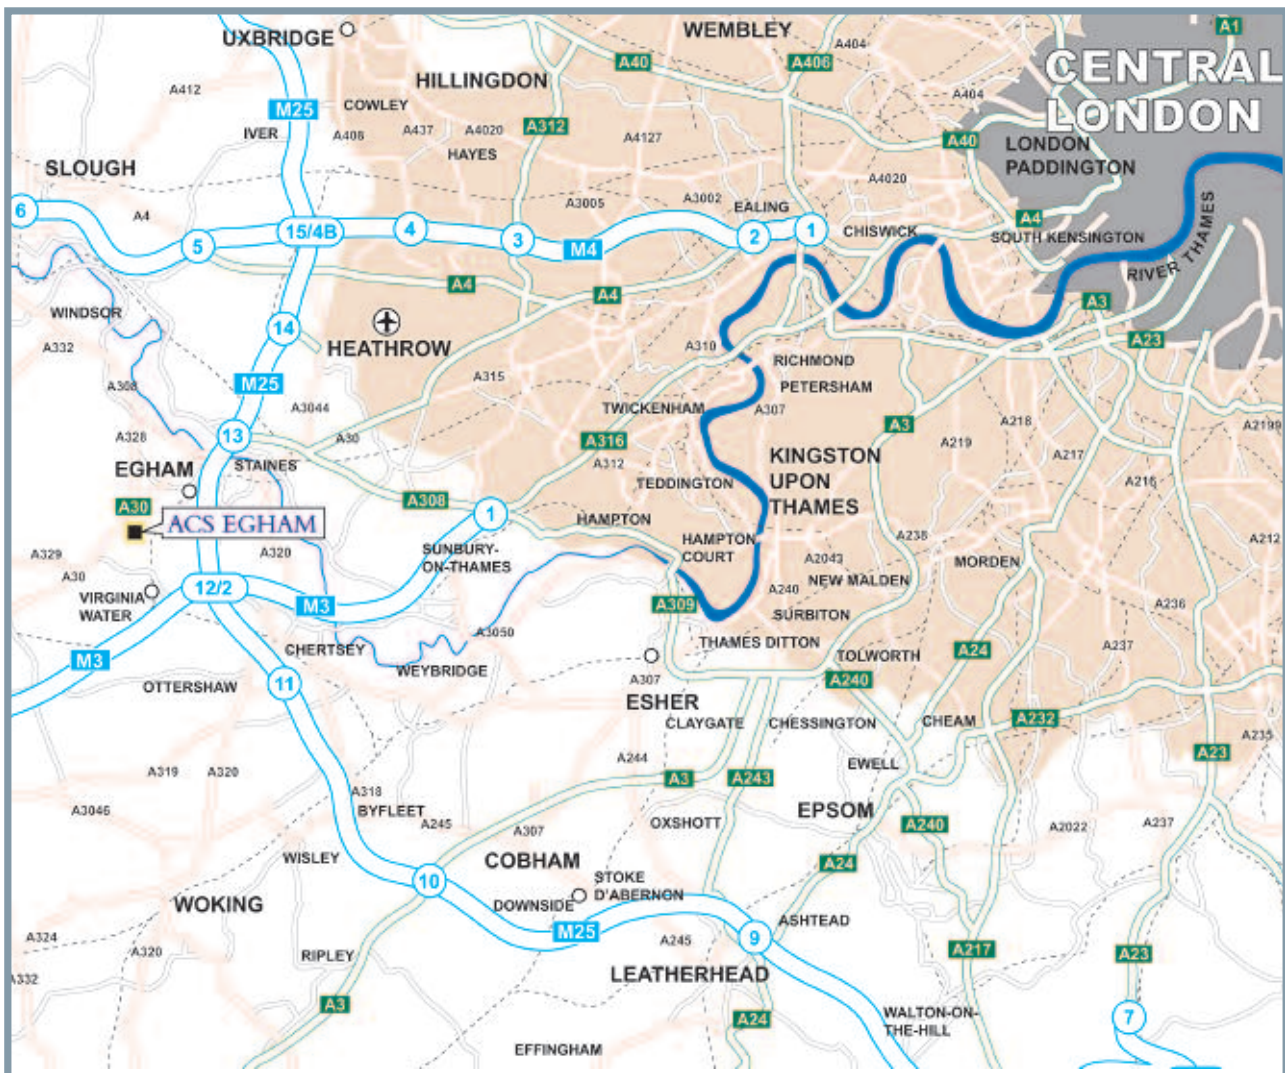 UXBRIDGE
WEMBLEY
A404
A1
A40
A406
CENTRAL
LONDON
HILLINGDON
A412
M25
COWLEY
A404
IVER
A408
A437
A4020
A312
A4127
A40
LONDON
PADDINGTON
HAYES
SLOUGH
A4020
6
A4
A3005
A3002
EALING
A4
RIVER THAMES
5
15/4B
4
3
M4
2
1
CHISWICK
SOUTH KENSINGTON
A4
A4
A3
WINDSOR
14
A332
HEATHROW
A310
A23
RICHMOND
A308
M25
A315
PETERSHAM
A3044
TWICKENHAM
A307
A3
A218
A2199
A328
13
A30
A316
A219
EGHAM
STAINES
A312
KINGSTON
UPON
THAMES
A217
TEDDINGTON
A216
A30
ACS EGHAM
A308
1
HAMPTON
A329
A320
SUNBURY-
ON-THAMES
HAMPTON
COURT
A238
A212
A2043
MORDEN
A30
12/2
VIRGINIA
WATER
M3
A309
A240
NEW MALDEN
A236
SURBITON
A3050
THAMES DITTON
M3
CHERTSEY
WEYBRIDGE
TOLWORTH
A24
A237
OTTERSHAW
11
A307
A240
ESHER
CLAYGATE
CHESSINGTON
CHEAM
A232
A235
A244
EWELL
A23
A319
A320
A3
A243
A318
A3046
BYFLEET
A245
A307
OXSHOTT
EPSOM
A240
A2022
A237
WISLEY
COBHAM
A24
10
STOKE
D'ABERNON
WOKING
DOWNSIDE
ASHTEAD
A324
A320
M25
A245
9
RIPLEY
A217
A23
A332
LEATHERHEAD
A3
A24
WALTON-ON-
THE-HILL
7
EFFINGHAM